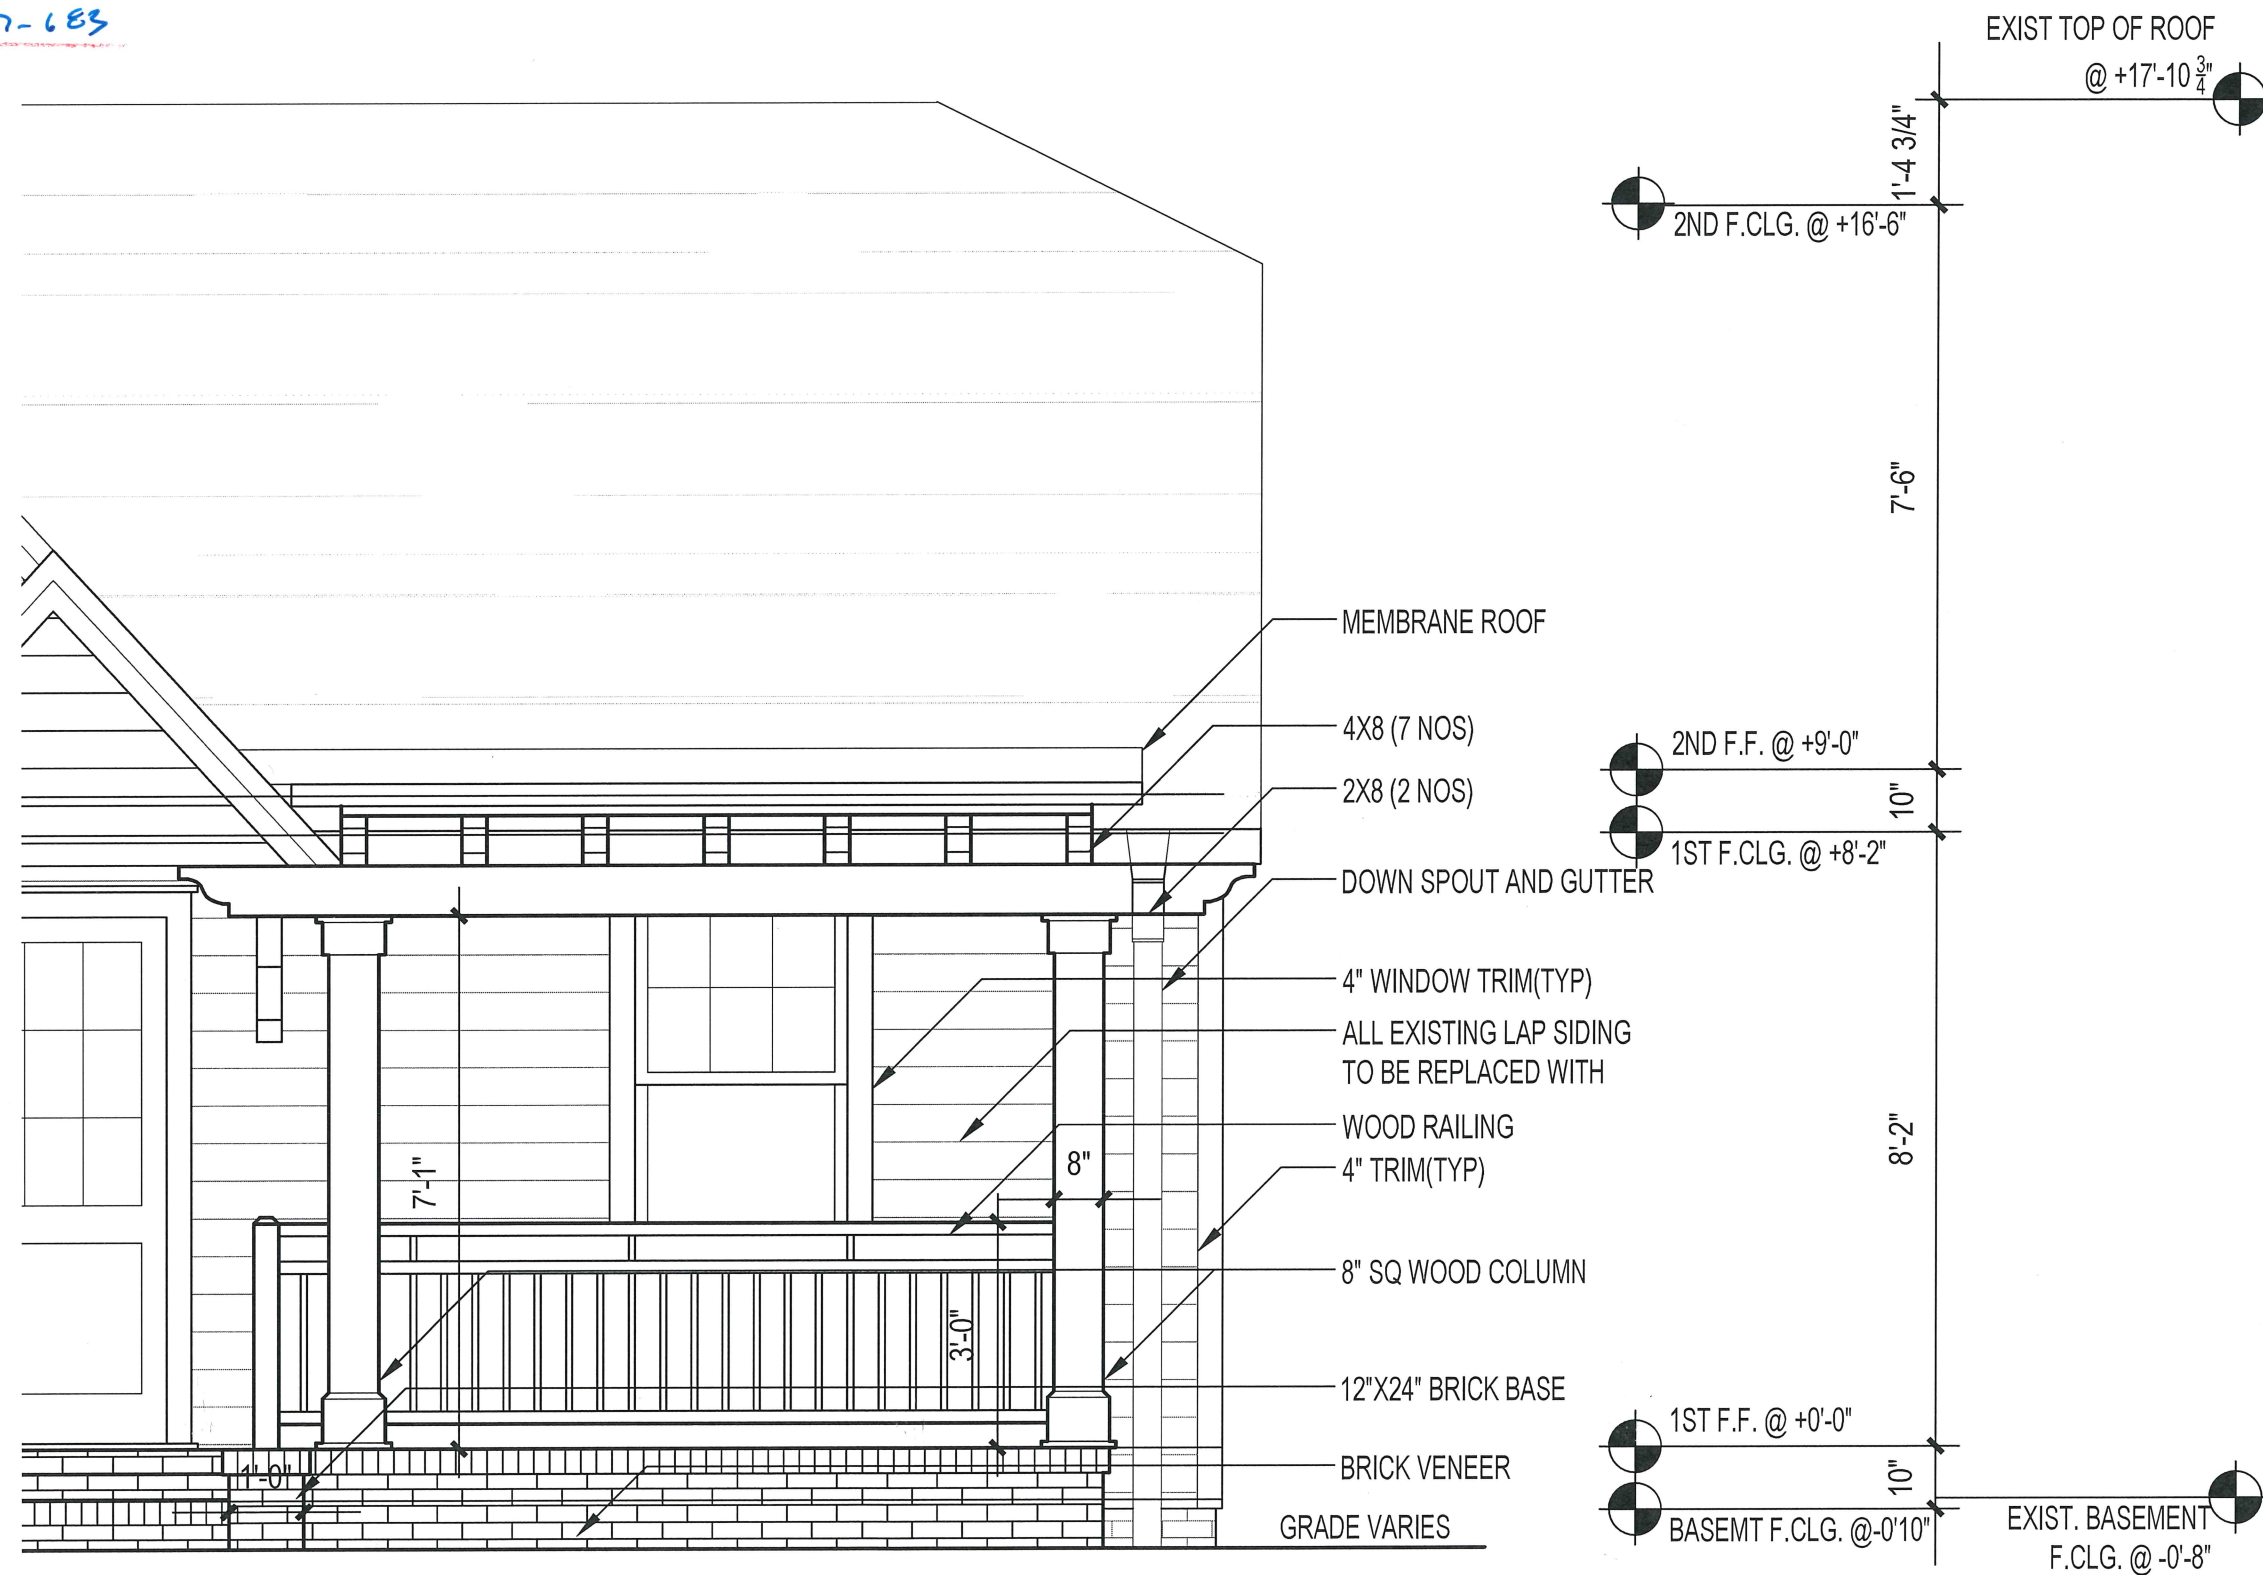 7-683
EXIST TOP OF ROOF
@ +17'-10 3/4"
1'-4 3/4"
2ND F.CLG. @ +16'-6"
7'-6"
MEMBRANE ROOF
4X8 (7 NOS)
2X8 (2 NOS)
2ND F.F. @ +9'-0"
10"
1ST F.CLG. @ +8'-2"
DOWN SPOUT AND GUTTER
4" WINDOW TRIM(TYP)
ALL EXISTING LAP SIDING
TO BE REPLACED WITH
WOOD RAILING
8'-2"
7'-1"
8"
4" TRIM(TYP)
8" SQ WOOD COLUMN
3'-0"
12"X24" BRICK BASE
1ST F.F. @ +0'-0"
1'-0"
BRICK VENEER
10"
GRADE VARIES
BASEMT F.CLG. @-0'10"
EXIST. BASEMENT
F.CLG. @ -0'-8"